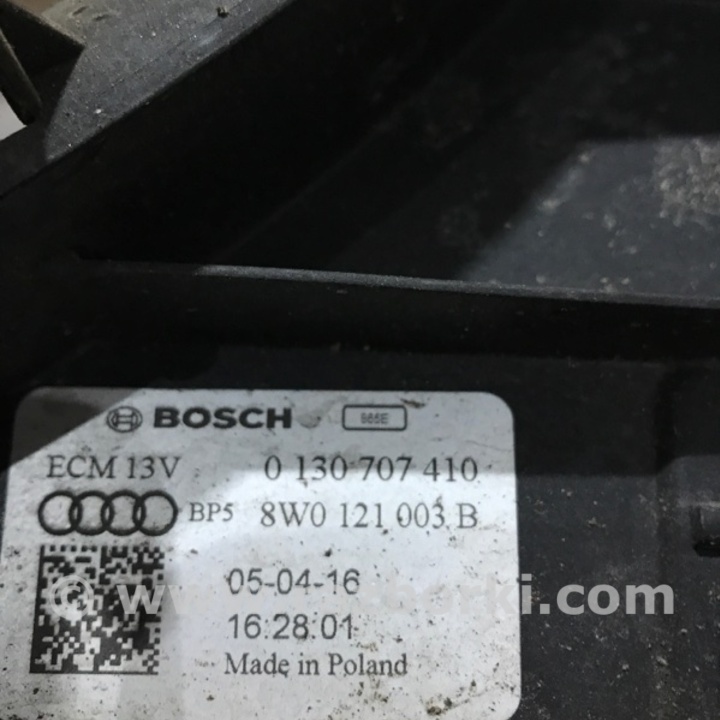 BOSCH
ECM 13V 0 130 707 410
BP5 8W0 121 003 B
05-04-16
16:28:01
Made in Poland